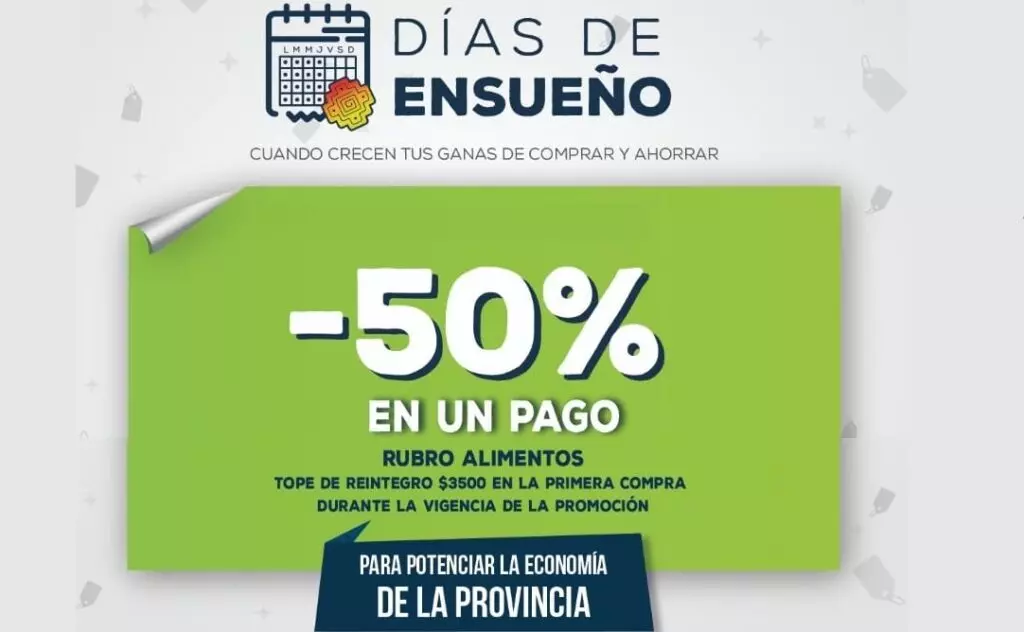 LMMJVSD
DÍAS DE
ENSUEÑO
CUANDO CRECEN TUS GANAS DE COMPRAR Y AHORRAR
-50%
EN UN PAGO
RUBRO ALIMENTOS
TOPE DE REINTEGRO $3500 EN LA PRIMERA COMPRA
DURANTE LA VIGENCIA DE LA PROMOCIÓN
PARA POTENCIAR LA ECONOMÍA
DE LA PROVINCIA